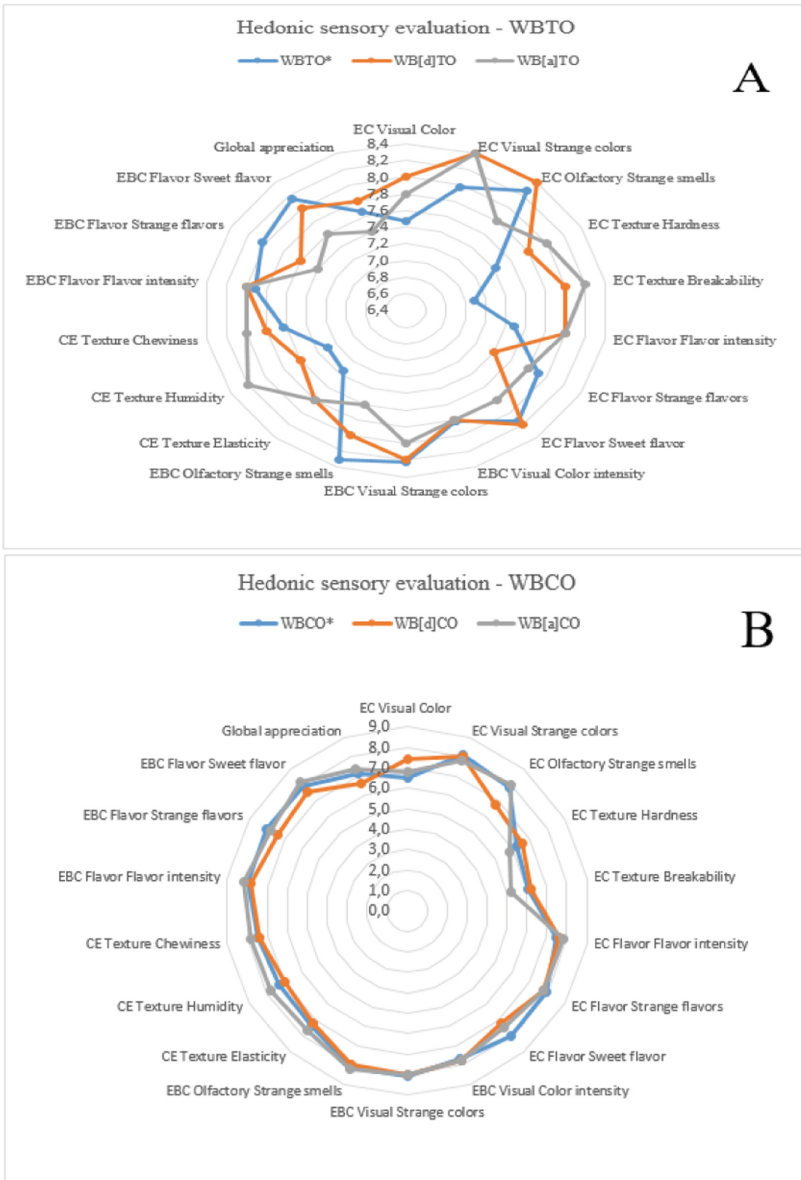 Hedonic sensory evaluation - WBTO
WBTO* WB[d]TO WB[a]TO
A
EC Visual Color
EC Visual Strange colors
EC Olfactory Strange smells
EC Texture Hardness
EC Texture Breakability
EC Flavor Flavor intensity
EC Flavor Strange flavors
EC Flavor Sweet flavor
EBC Visual Color intensity
EBC Visual Strange colors
EBC Olfactory Strange smells
CE Texture Elasticity
CE Texture Humidity
CE Texture Chewiness
EBC Flavor Flavor intensity
EBC Flavor Strange flavors
EBC Flavor Sweet flavor
Global appreciation
8,4
8,2
8,0
7,8
7,6
7,4
7,2
7,0
6,8
6,6
6,4
Hedonic sensory evaluation - WBCO
WBCO* WB[d]CO WB[a]CO
B
EC Visual Color
EC Visual Strange colors
EC Olfactory Strange smells
EC Texture Hardness
EC Texture Breakability
EC Flavor Flavor intensity
EC Flavor Strange flavors
EC Flavor Sweet flavor
EBC Visual Color intensity
EBC Visual Strange colors
EBC Olfactory Strange smells
CE Texture Elasticity
CE Texture Humidity
CE Texture Chewiness
EBC Flavor Flavor intensity
EBC Flavor Strange flavors
EBC Flavor Sweet flavor
Global appreciation
9,0
8,0
7,0
6,0
5,0
4,0
3,0
2,0
1,0
0,0